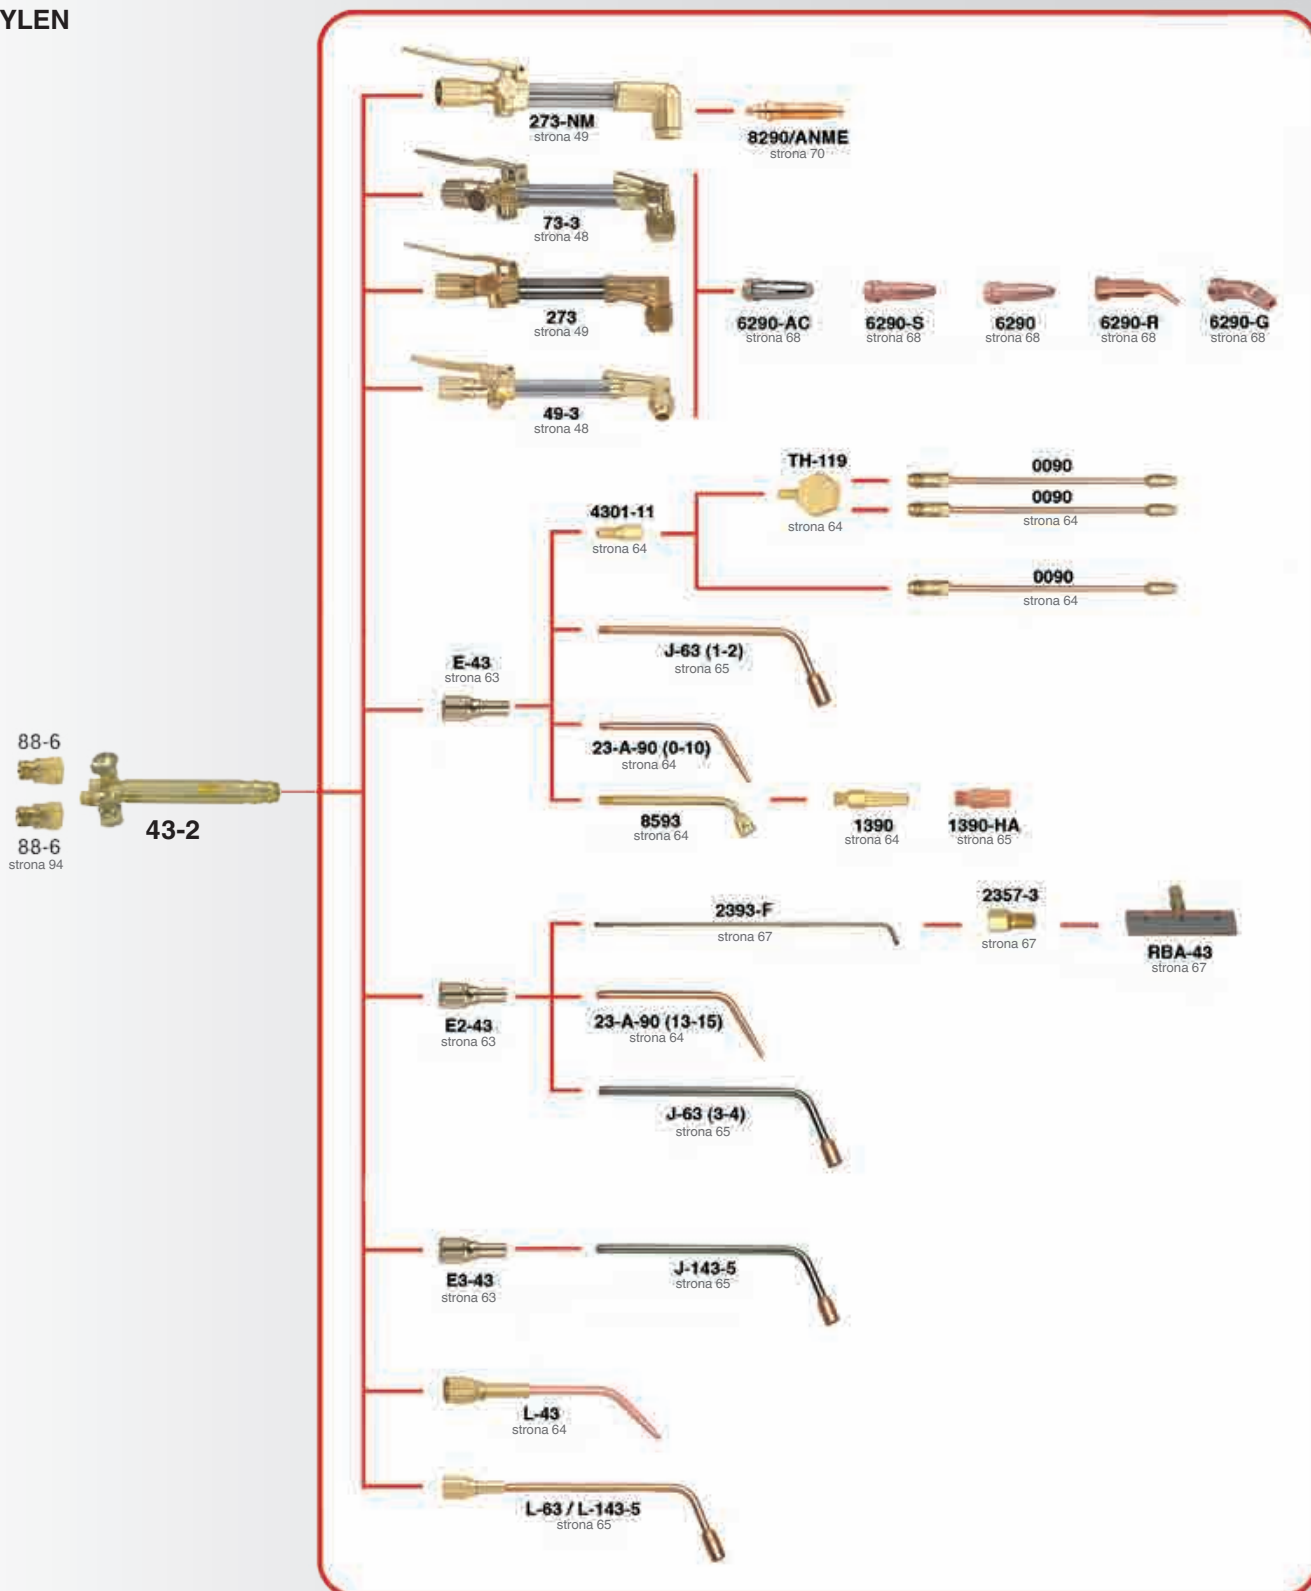 YLEN
273-NM
strona 49
8290/ANME
strona 70
73-3
strona 48
273
strona 49
6290-AC
strona 68
6290-S
strona 68
6290
strona 68
6290-R
strona 68
6290-G
strona 68
49-3
strona 48
TH-119
strona 64
0090
0090
strona 64
4301-11
strona 64
0090
strona 64
J-63 (1-2)
strona 65
E-43
strona 63
23-A-90 (0-10)
strona 64
88-6
88-6
strona 94
43-2
8593
strona 64
1390
strona 64
1390-HA
strona 65
2393-F
strona 67
2357-3
strona 67
RBA-43
strona 67
E2-43
strona 63
23-A-90 (13-15)
strona 64
J-63 (3-4)
strona 65
E3-43
strona 63
J-143-5
strona 65
L-43
strona 64
L-63 / L-143-5
strona 65